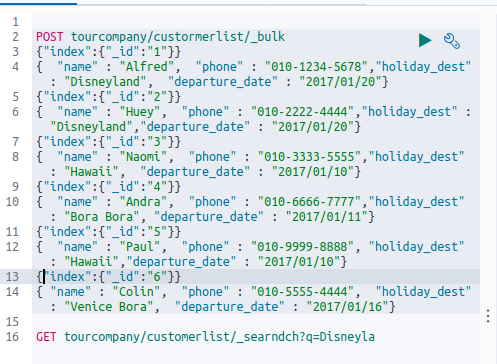 1
2 POST tourcompany/custormerlist/_bulk
3 {"index":{"_id":"1"}}
4 { "name" : "Alfred", "phone" : "010-1234-5678","holiday_dest"
: "Disneyland", "departure_date" : "2017/01/20"}
5 {"index":{"_id":"2"}}
6 { "name" : "Huey", "phone" : "010-2222-4444","holiday_dest" :
"Disneyland","departure_date" : "2017/01/20"}
7 {"index":{"_id":"3"}}
8 { "name" : "Naomi", "phone" : "010-3333-5555","holiday_dest"
: "Hawaii", "departure_date" : "2017/01/10"}
9 {"index":{"_id":"4"}}
10 { "name" : "Andra", "phone" : "010-6666-7777","holiday_dest"
: "Bora Bora", "departure_date" : "2017/01/11"}
11 {"index":{"_id":"5"}}
12 { "name" : "Paul", "phone" : "010-9999-8888", "holiday_dest"
: "Hawaii","departure_date" : "2017/01/10"}
13 {"index":{"_id":"6"}}
14 { "name" : "Colin", "phone" : "010-5555-4444", "holiday_dest"
: "Venice Bora", "departure_date" : "2017/01/16"}
15
16 GET tourcompany/customerlist/_searndch?q=Disneyla